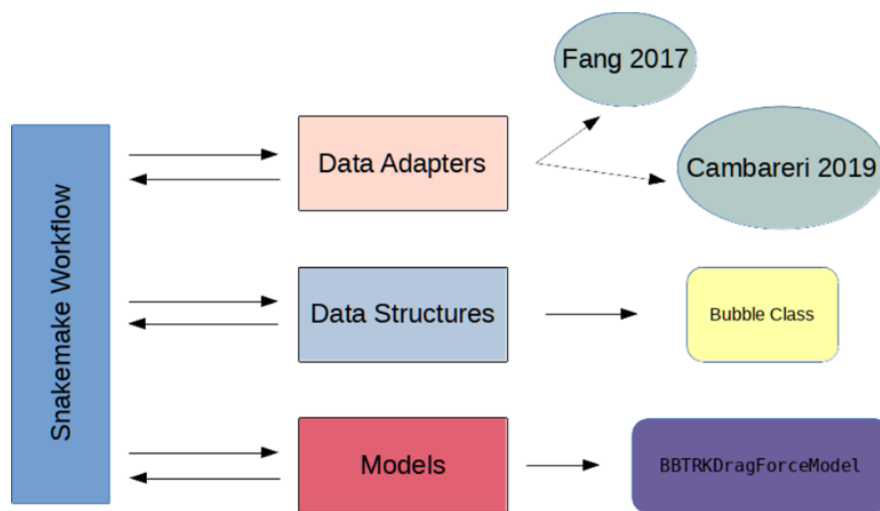 Fang 2017
Snakemake Workflow
Data Adapters
Cambareri 2019
Data Structures
Bubble Class
Models
BBTRKDragForceModel